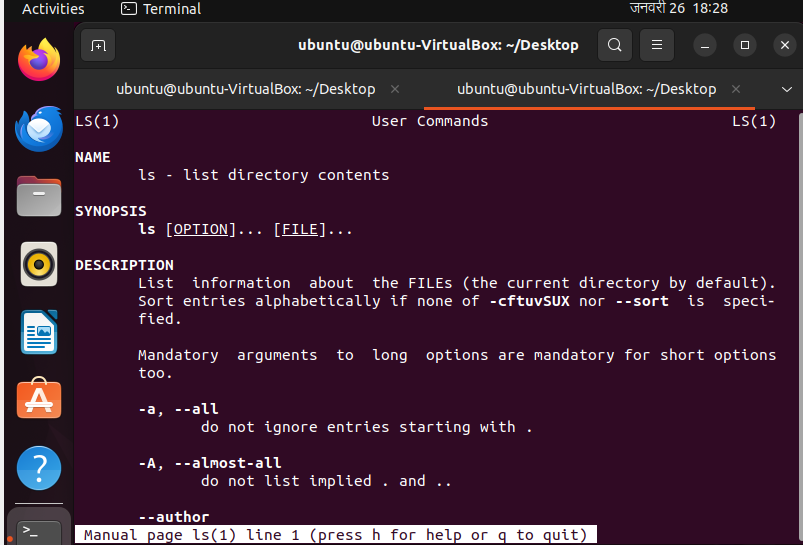 Activities Terminal जनवरी 26 18:28
ubuntu@ubuntu-VirtualBox: ~/Desktop
ubuntu@ubuntu-VirtualBox: ~/Desktop × ubuntu@ubuntu-VirtualBox: ~/Desktop ×
LS(1) User Commands LS(1)
NAME
ls - list directory contents
SYNOPSIS
ls [OPTION]... [FILE]...
DESCRIPTION
List information about the FILEs (the current directory by default).
Sort entries alphabetically if none of -cftuvSUX nor --sort is speci-
fied.
Mandatory arguments to long options are mandatory for short options
too.
-a, --all
do not ignore entries starting with .
-A, --almost-all
do not list implied . and ..
--author
Manual page ls(1) line 1 (press h for help or q to quit)